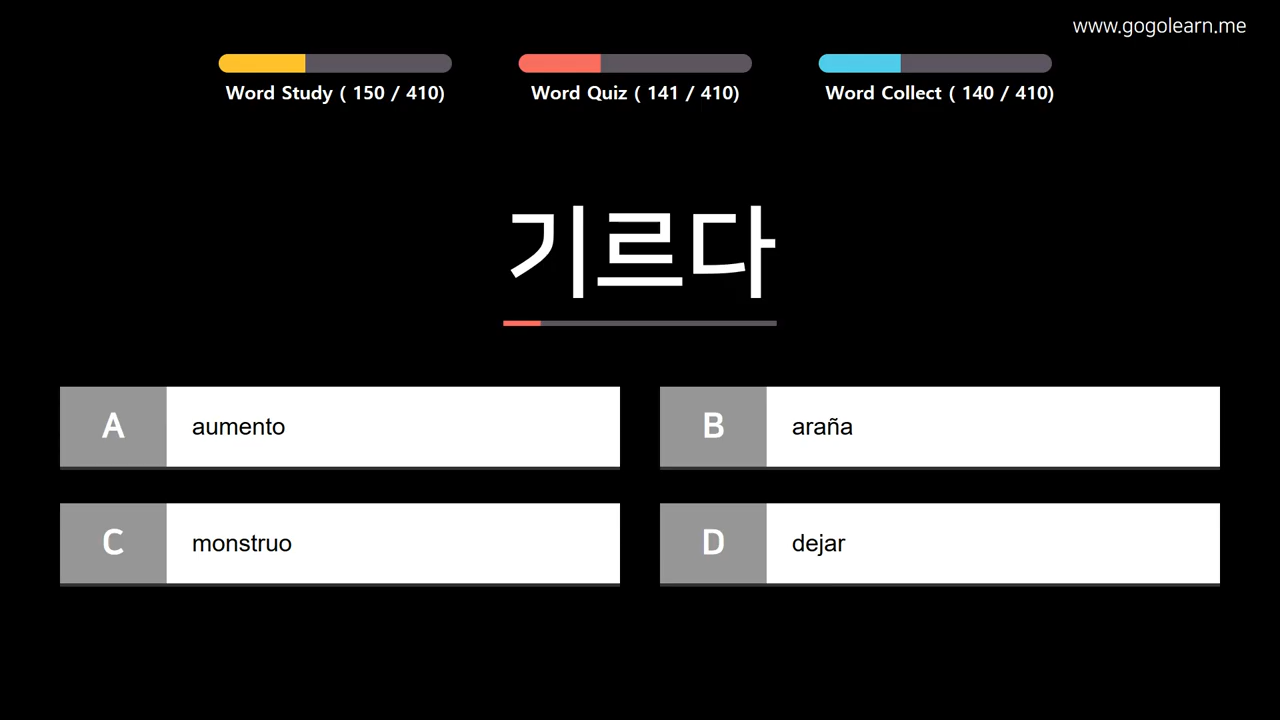 www.gogolearn.me
Word Study ( 150 / 410)
Word Quiz ( 141 / 410)
Word Collect ( 140 / 410)
기르다
A aumento
B araña
C monstruo
D dejar